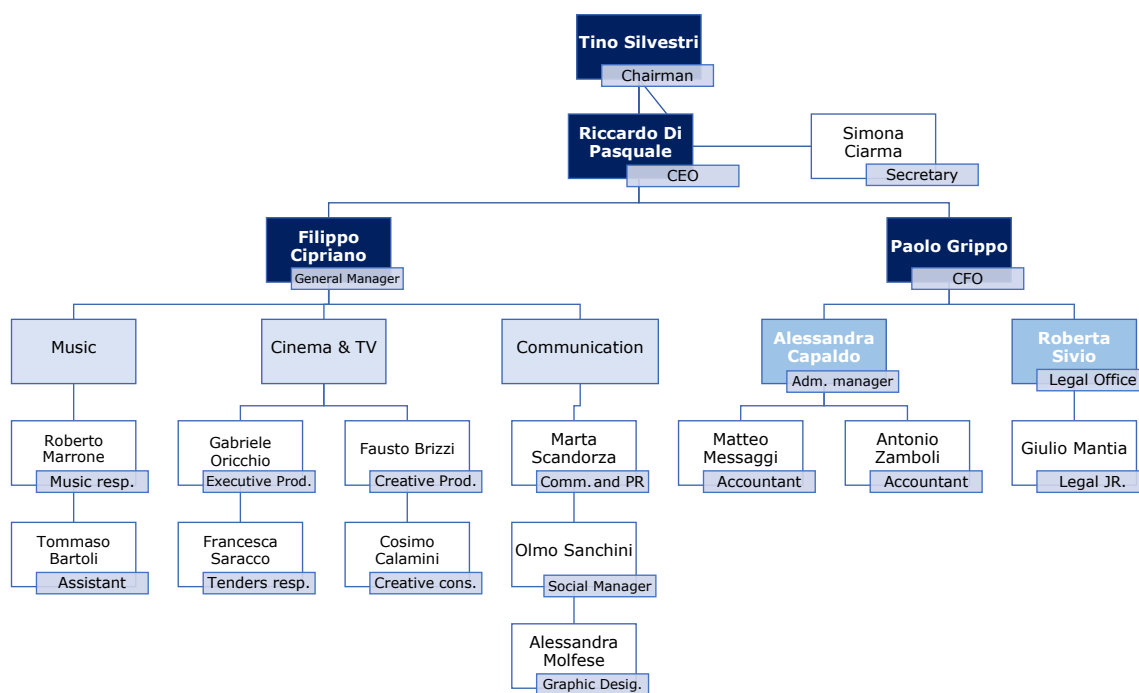 Tino Silvestri
Chairman
Riccardo Di
Pasquale
CEO
Simona
Ciarma
Secretary
Filippo
Cipriano
General Manager
Paolo Grippo
CFO
Music
Cinema & TV
Communication
Alessandra
Capaldo
Adm. manager
Roberta
Sivio
Legal Office
Roberto
Marrone
Music resp.
Gabriele
Oricchio
Executive Prod.
Fausto Brizzi
Creative Prod.
Marta
Scandorza
Comm. and PR
Matteo
Messaggi
Accountant
Antonio
Zamboli
Accountant
Giulio Mantia
Legal JR.
Tommaso
Bartoli
Assistant
Francesca
Saracco
Tenders resp.
Cosimo
Calamini
Creative cons.
Olmo Sanchini
Social Manager
Alessandra
Molfese
Graphic Desig.